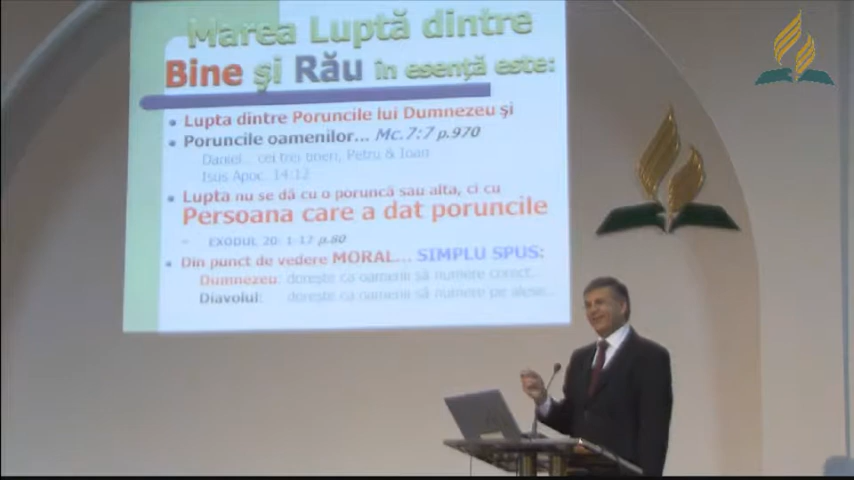 Marea Luptă dintre
Bine și Rău în esență este:
Lupta dintre Poruncile lui Dumnezeu și
Poruncile oamenilor... Mc.7:7 p.970
Daniel... cei trei tineri, Petru & Ioan
Isus Apoc. 14:12
Lupta nu se dă cu o poruncă sau alta, ci cu
Persoana care a dat poruncile
- EXODUL 20: 1-17 p.80
Din punct de vedere MORAL... SIMPLU SPUS:
Dumnezeu: dorește ca oamenii să numere corect...
Diavolul: dorește ca oamenii să numere pe alese...